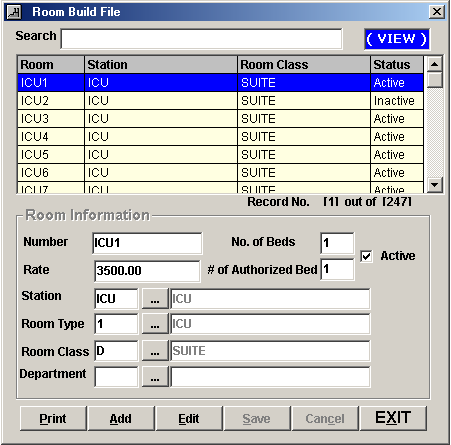 Room Build File
Search ( VIEW )
Room Station Room Class Status
ICU1 ICU SUITE Active
ICU2 ICU SUITE Inactive
ICU3 ICU SUITE Active
ICU4 ICU SUITE Active
ICU5 ICU SUITE Active
ICU6 ICU SUITE Active
ICU7 ICU SUITE Active
Record No. [1] out of [247]
Room Information
Number ICU1 No. of Beds 1 Active
Rate 3500.00 # of Authorized Bed 1
Station ICU ... ICU
Room Type 1 ... ICU
Room Class D ... SUITE
Department ...
Print Add Edit Save Cancel EXIT